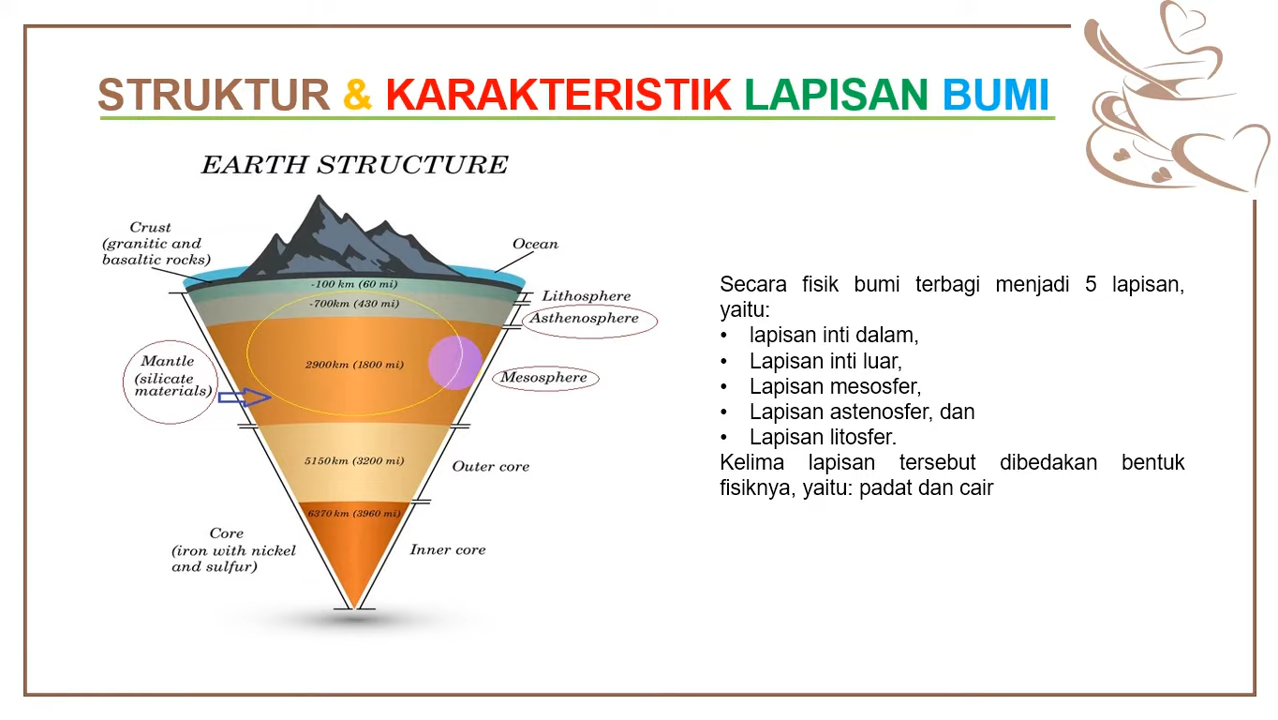 STRUKTUR & KARAKTERISTIK LAPISAN BUMI
EARTH STRUCTURE
Crust
(granitic and
basaltic rocks)
Ocean
-100 km (60 mi)
-700km (430 mi)
Lithosphere
Asthenosphere
Mantle
(silicate
materials)
2900km (1800 mi)
Mesosphere
5150km (3200 mi)
Outer core
6370 km (3960 mi)
Core
(iron with nickel
and sulfur)
Inner core
Secara fisik bumi terbagi menjadi 5 lapisan,
yaitu:
• lapisan inti dalam,
• Lapisan inti luar,
• Lapisan mesosfer,
• Lapisan astenosfer, dan
• Lapisan litosfer.
Kelima lapisan tersebut dibedakan bentuk
fisiknya, yaitu: padat dan cair